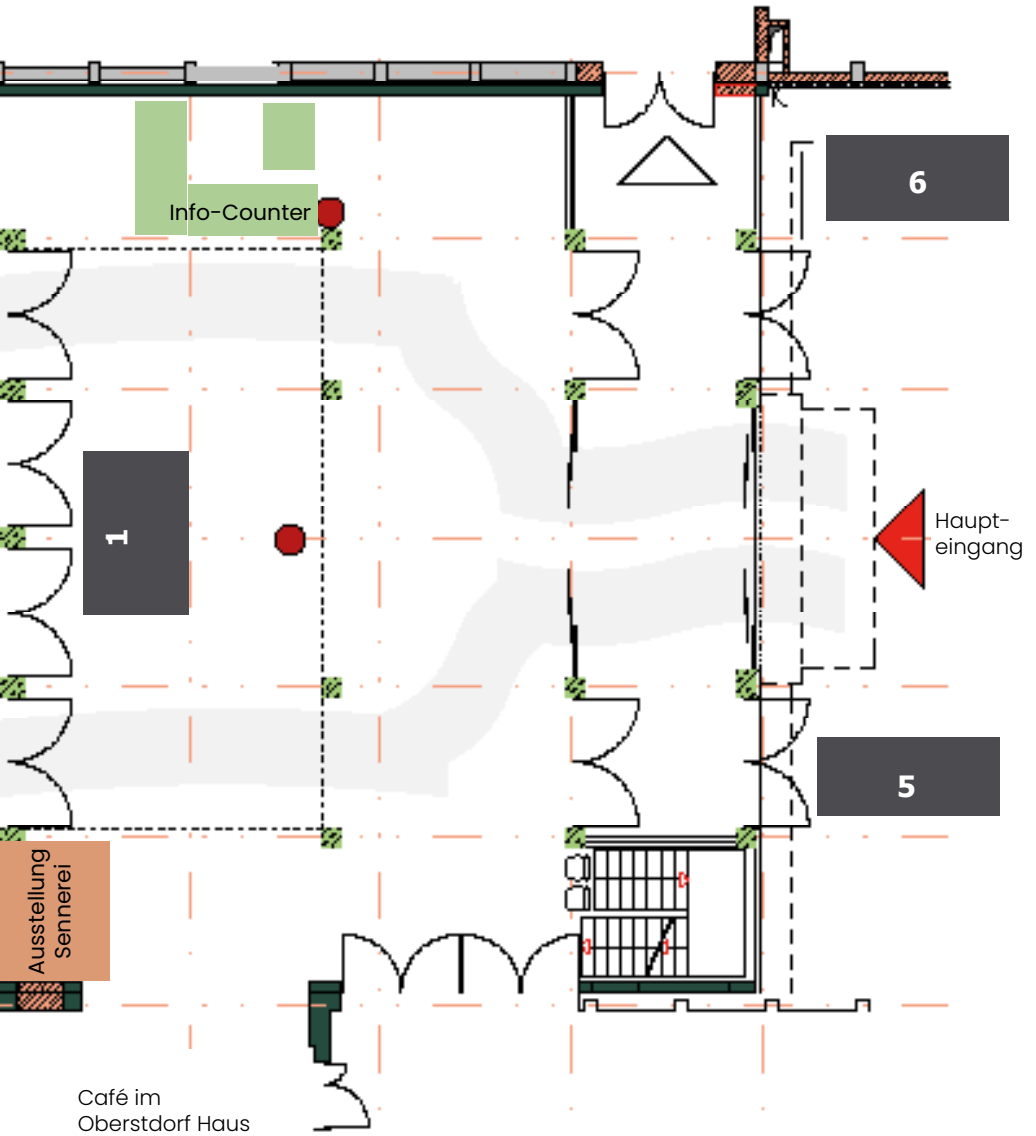 6
Info-Counter
1
Haupt-
eingang
5
Ausstellung
Sennerei
Café im
Oberstdorf Haus